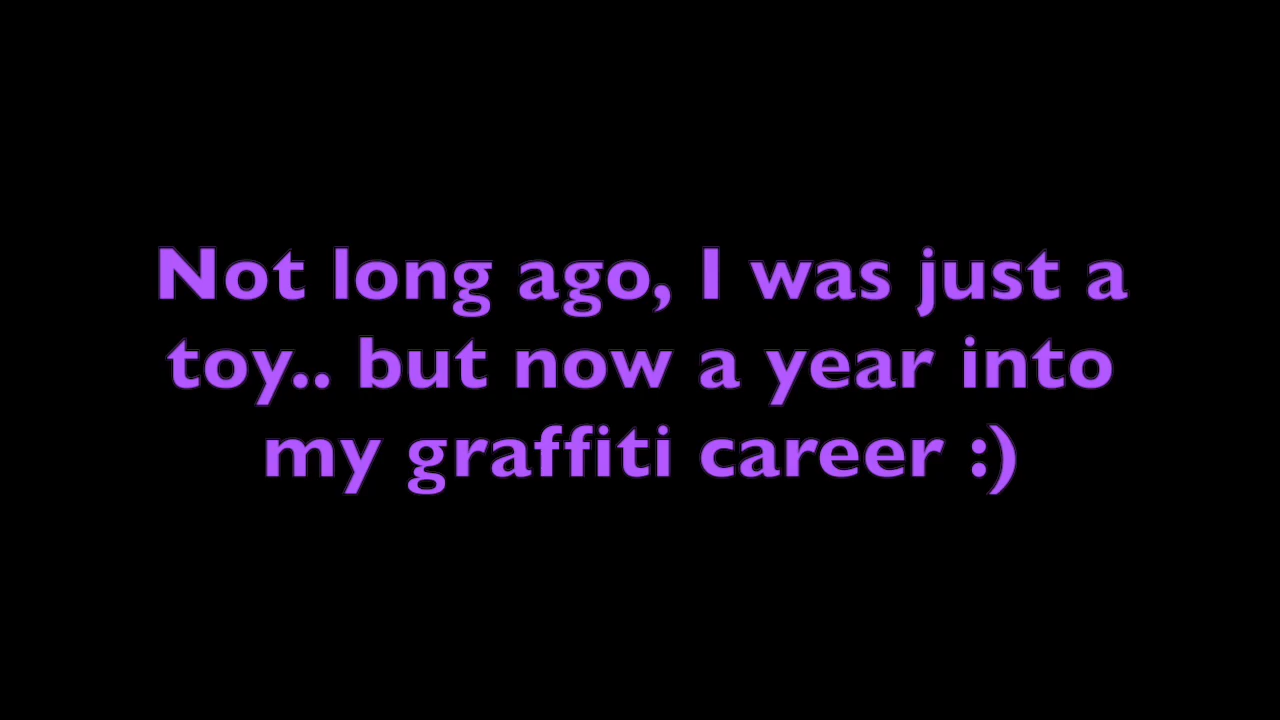 Not long ago, I was just a
toy.. but now a year into
my graffiti career :)